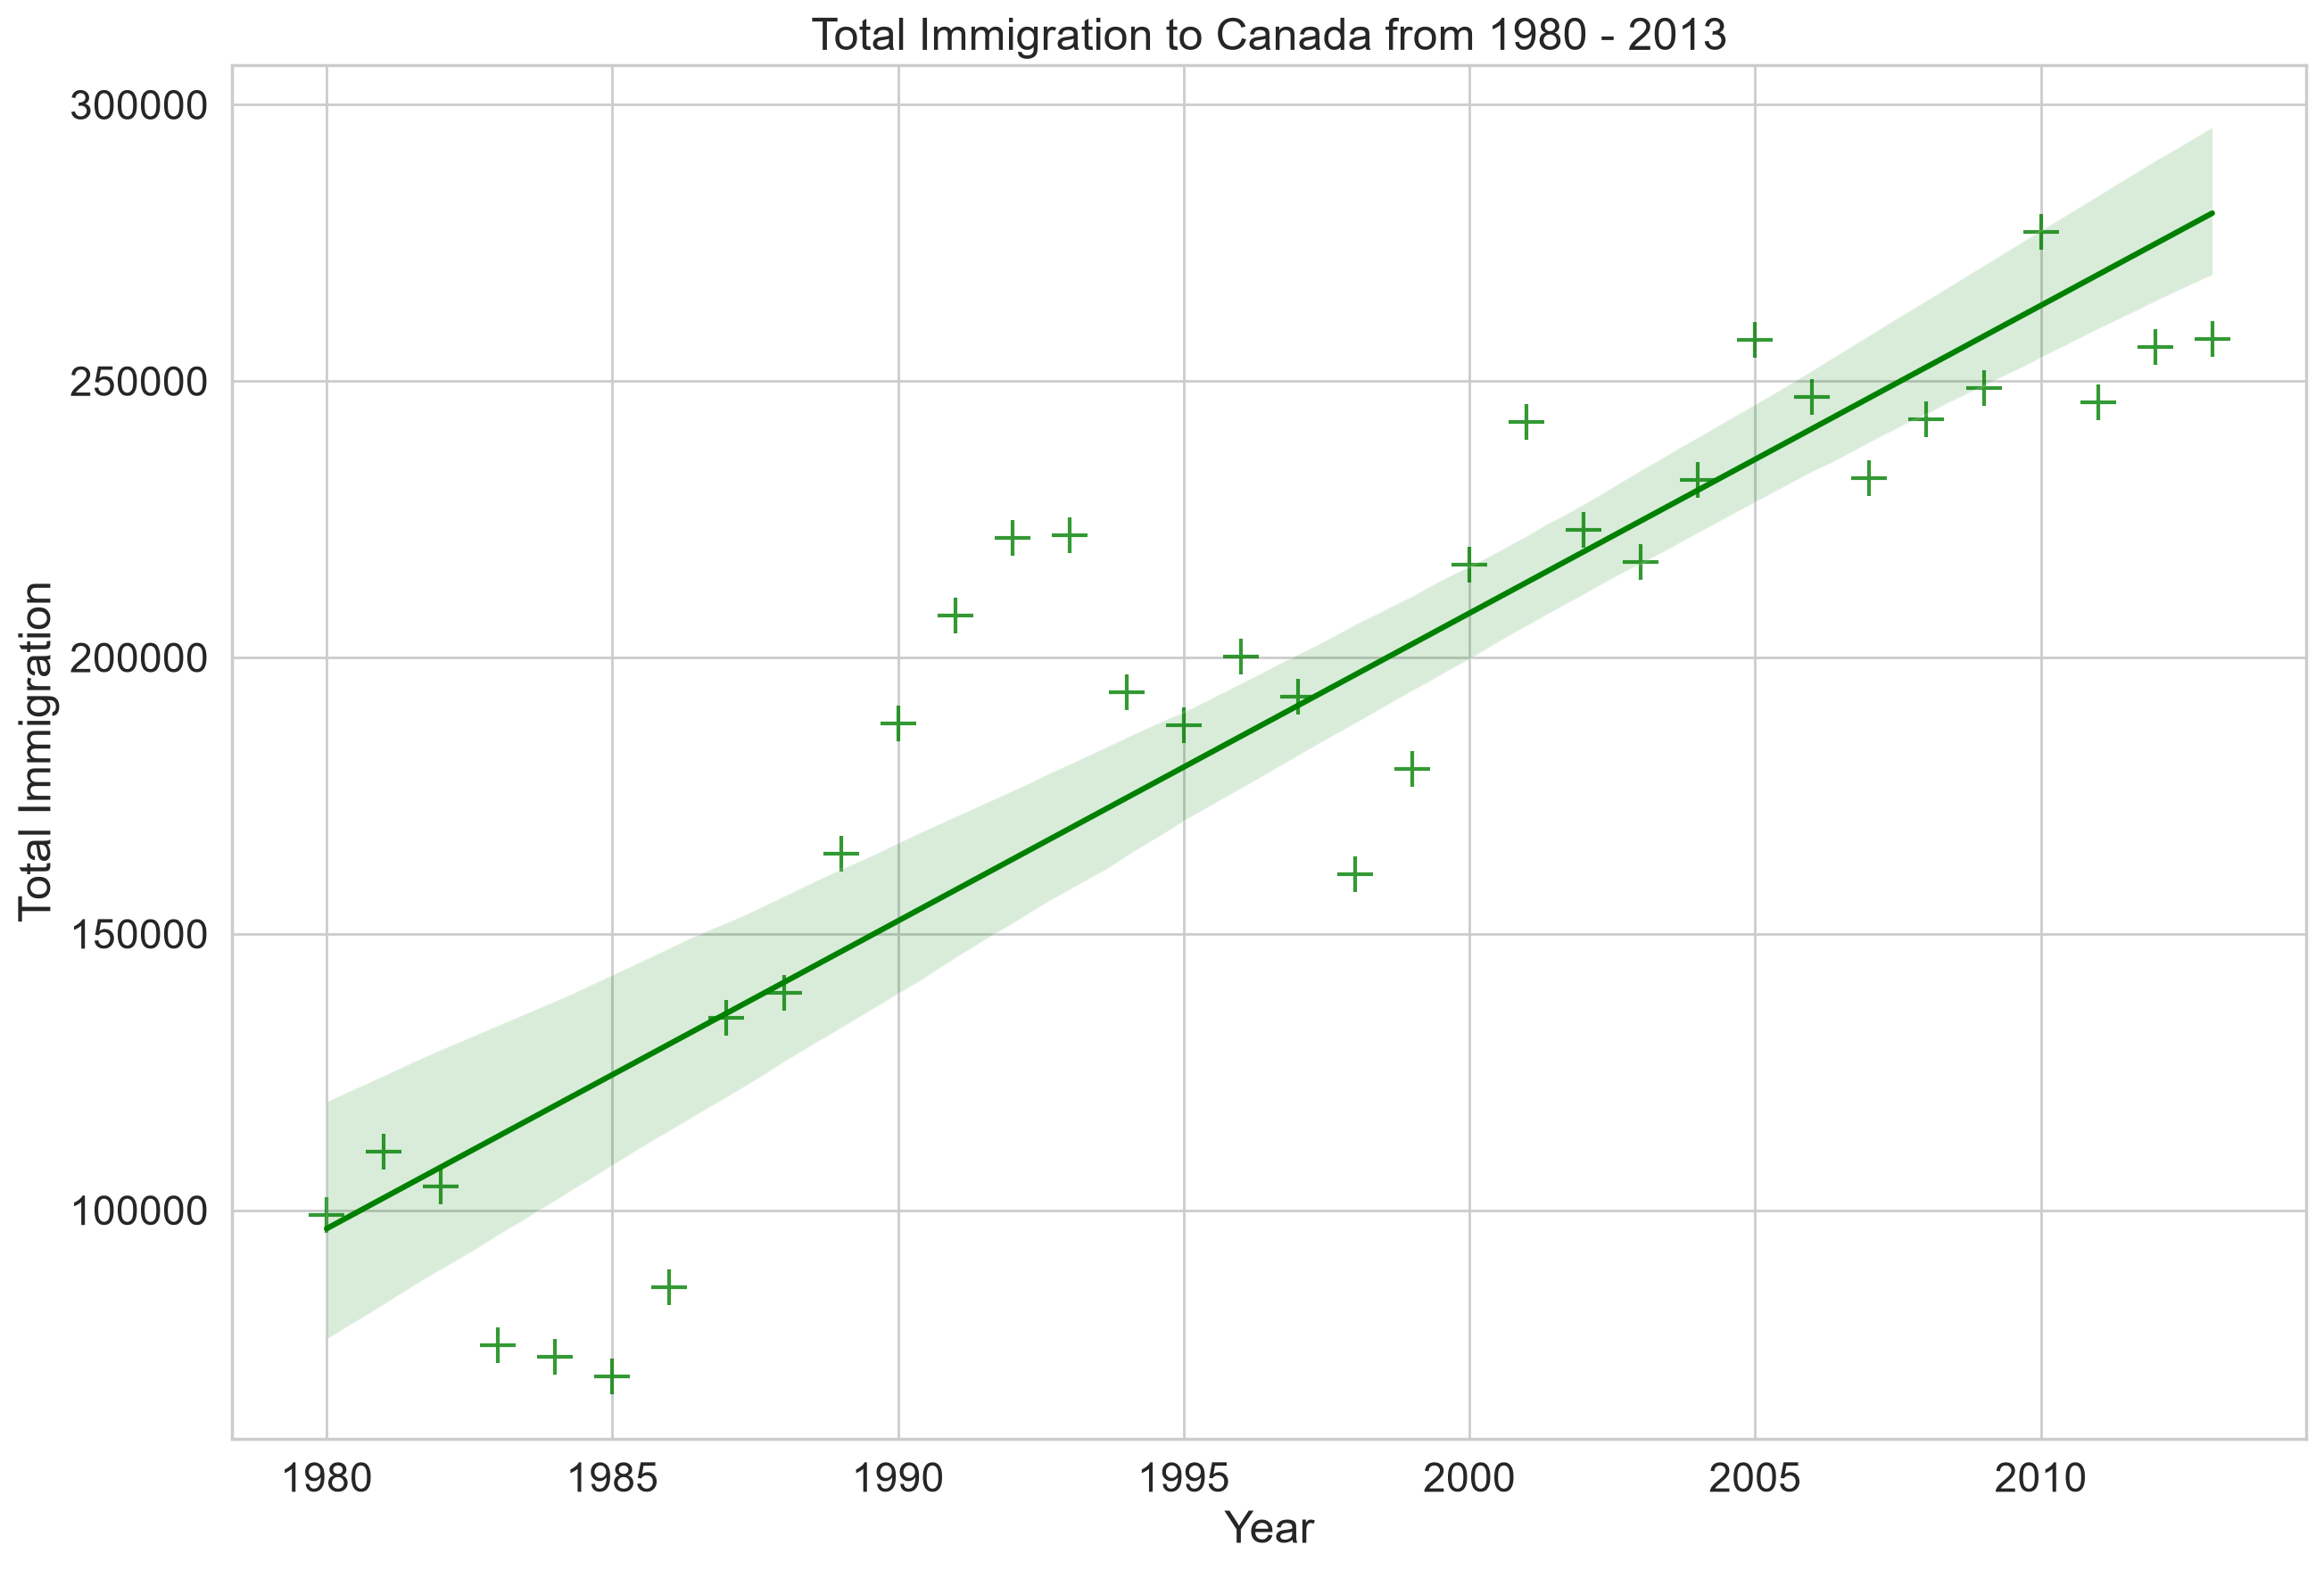 Total Immigration to Canada from 1980 - 2013
300000
250000
200000
150000
100000
Total Immigration
1980 1985 1990 1995 2000 2005 2010
Year